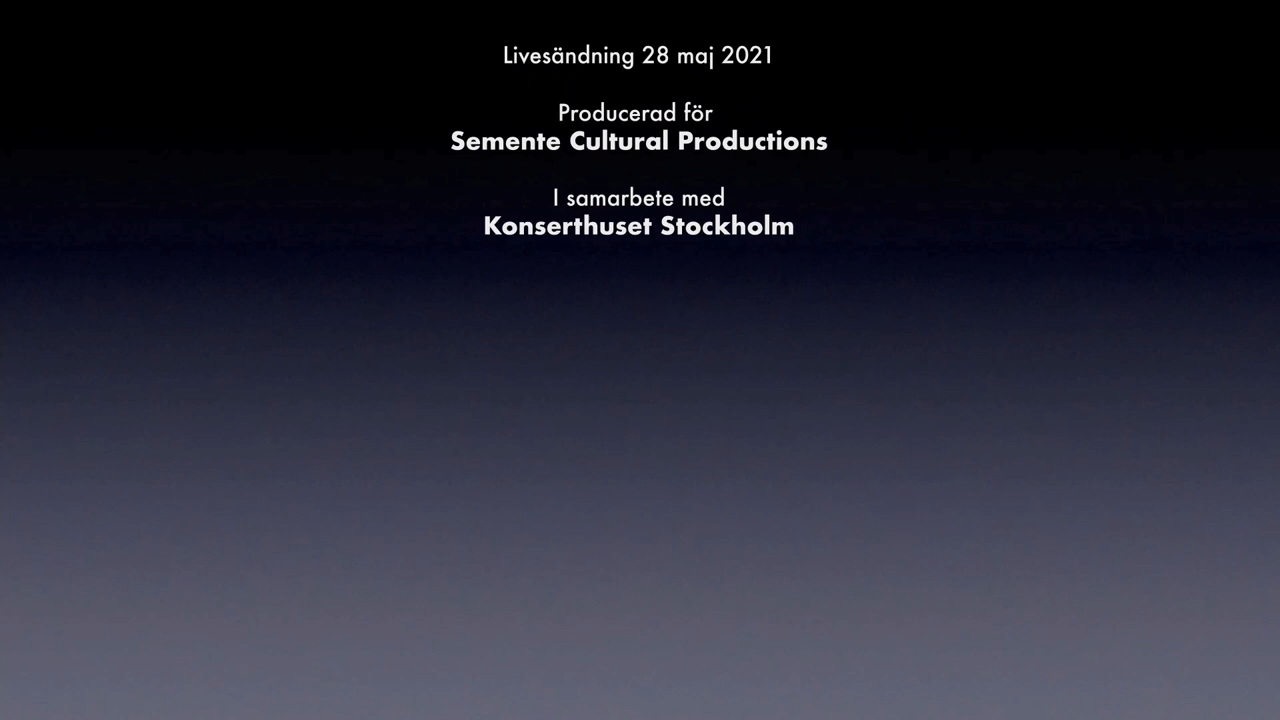 Livesändning 28 maj 2021
Producerad för
Semente Cultural Productions
I samarbete med
Konserthuset Stockholm